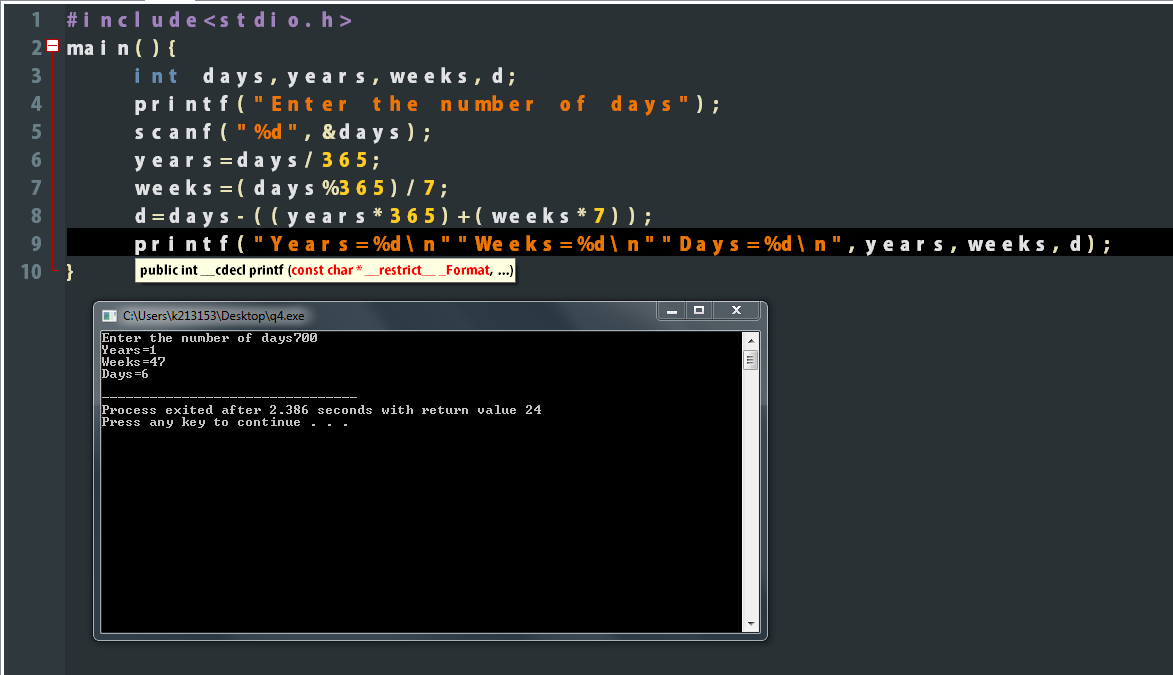 1 #include<stdio.h>
2 main(){
3 int days,years,weeks,d;
4 printf("Enter the number of days");
5 scanf("%d",&days);
6 years=days/365;
7 weeks=(days%365)/7;
8 d=days-((years*365)+(weeks*7));
9 printf("Years=%d\n""Weeks=%d\n""Days=%d\n",years,weeks,d);
10 }
public int __cdecl printf (const char * __restrict__ _Format, ...)
C:\Users\k213153\Desktop\q4.exe
Enter the number of days700
Years=1
Weeks=47
Days=6
--------------------------------
Process exited after 2.386 seconds with return value 24
Press any key to continue . . .